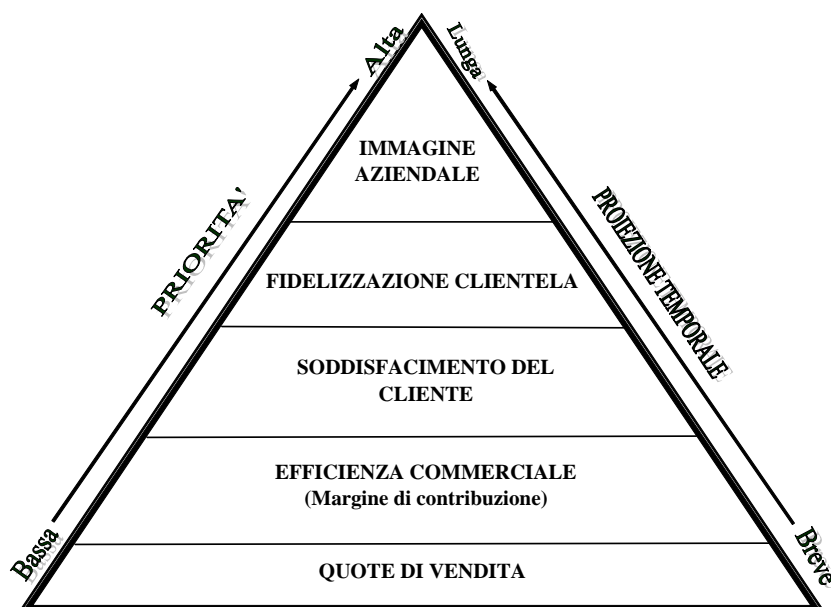 Alta
Lunga
IMMAGINE
AZIENDALE
PRIORITA'
PROIEZIONE TEMPORALE
FIDELIZZAZIONE CLIENTELA
SODDISFACIMENTO DEL
CLIENTE
EFFICIENZA COMMERCIALE
(Margine di contribuzione)
Bassa
Breve
QUOTE DI VENDITA